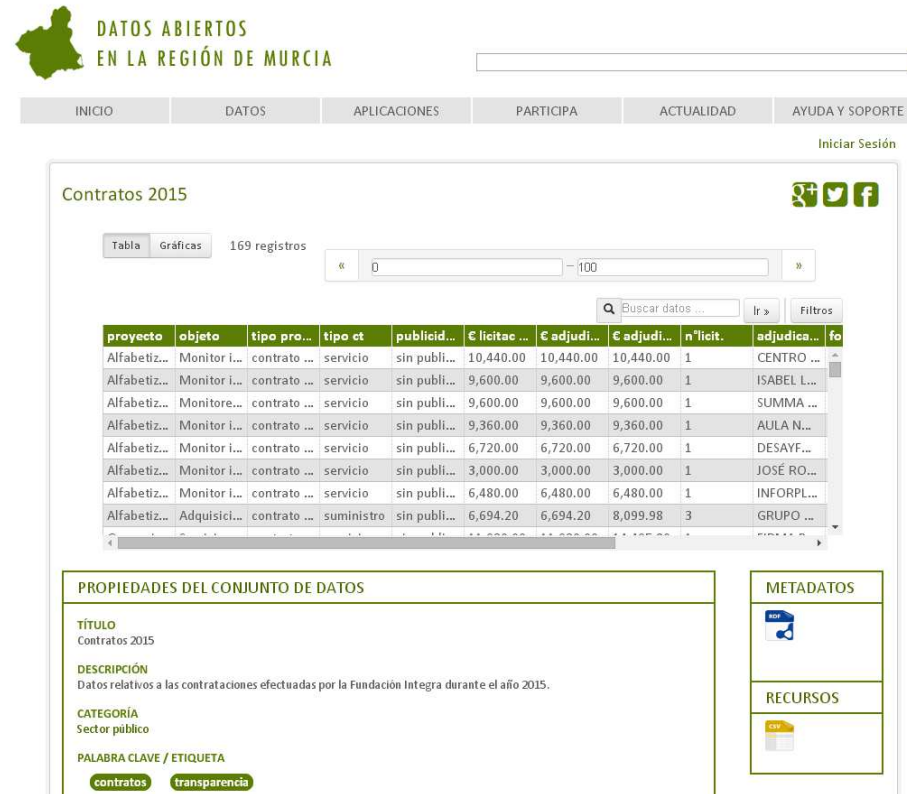 DATOS ABIERTOS
EN LA REGIÓN DE MURCIA
INICIO DATOS APLICACIONES PARTICIPA ACTUALIDAD AYUDA Y SOPORTE
Iniciar Sesión
Contratos 2015
Tabla Gráficas 169 registros
« 0 – 100 »
Buscar datos ... Ir » Filtros
proyecto objeto tipo pro... tipo ct publicid... € licitac ... € adjudi... € adjudi... n°licit. adjudica... fo
Alfabetiz... Monitor i... contrato ... servicio sin publi... 10,440.00 10,440.00 10,440.00 1 CENTRO ...
Alfabetiz... Monitor i... contrato ... servicio sin publi... 9,600.00 9,600.00 9,600.00 1 ISABEL L...
Alfabetiz... Monitore... contrato ... servicio sin publi... 9,600.00 9,600.00 9,600.00 1 SUMMA ...
Alfabetiz... Monitor i... contrato ... servicio sin publi... 9,360.00 9,360.00 9,360.00 1 AULA N...
Alfabetiz... Monitor i... contrato ... servicio sin publi... 6,720.00 6,720.00 6,720.00 1 DESAYF...
Alfabetiz... Monitor i... contrato ... servicio sin publi... 3,000.00 3,000.00 3,000.00 1 JOSÉ RO...
Alfabetiz... Monitor i... contrato ... servicio sin publi... 6,480.00 6,480.00 6,480.00 1 INFORPL...
Alfabetiz... Adquisici... contrato ... suministro sin publi... 6,694.20 6,694.20 8,099.98 3 GRUPO ...
PROPIEDADES DEL CONJUNTO DE DATOS
TÍTULO
Contratos 2015
DESCRIPCIÓN
Datos relativos a las contrataciones efectuadas por la Fundación Integra durante el año 2015.
CATEGORÍA
Sector público
PALABRA CLAVE / ETIQUETA
contratos transparencia
METADATOS
RDF
RECURSOS
CSV